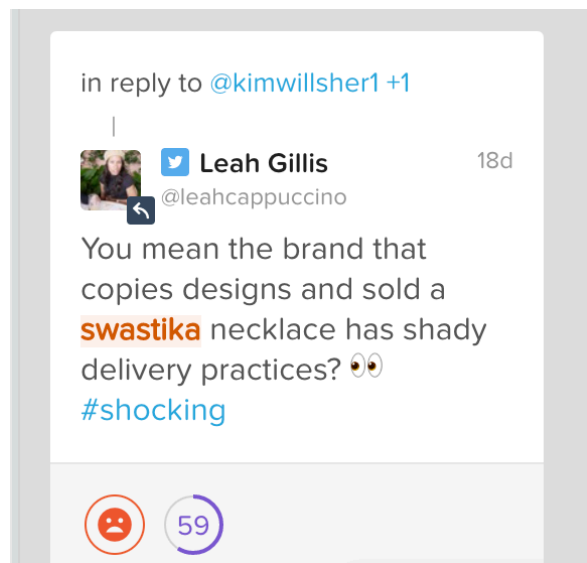 in reply to @kimwillsher1 +1
Leah Gillis
18d
@leahcappuccino
You mean the brand that
copies designs and sold a
swastika necklace has shady
delivery practices? 👀
#shocking
59